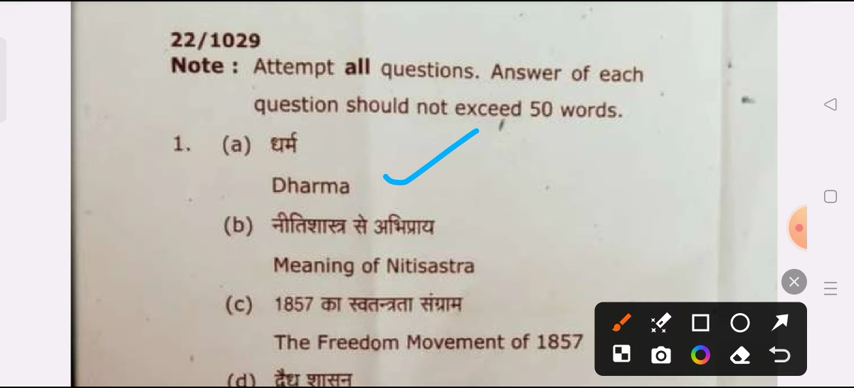 22/1029
Note : Attempt all questions. Answer of each
question should not exceed 50 words.
1. (a) धर्म
Dharma
(b) नीतिशास्त्र से अभिप्राय
Meaning of Nitisastra
(c) 1857 का स्वतन्त्रता संग्राम
The Freedom Movement of 1857
(d) द्वैध शासन